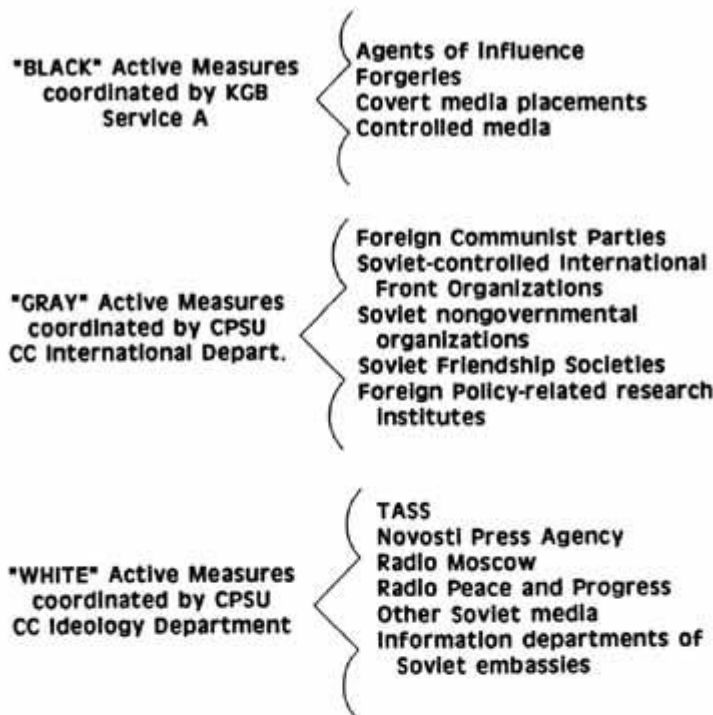 "BLACK" Active Measures
coordinated by KGB
Service A
Agents of influence
Forgeries
Covert media placements
Controlled media
"GRAY" Active Measures
coordinated by CPSU
CC International Depart.
Foreign Communist Parties
Soviet-controlled International
Front Organizations
Soviet nongovernmental
organizations
Soviet Friendship Societies
Foreign Policy-related research
institutes
"WHITE" Active Measures
coordinated by CPSU
CC Ideology Department
TASS
Novosti Press Agency
Radio Moscow
Radio Peace and Progress
Other Soviet media
Information departments of
Soviet embassies